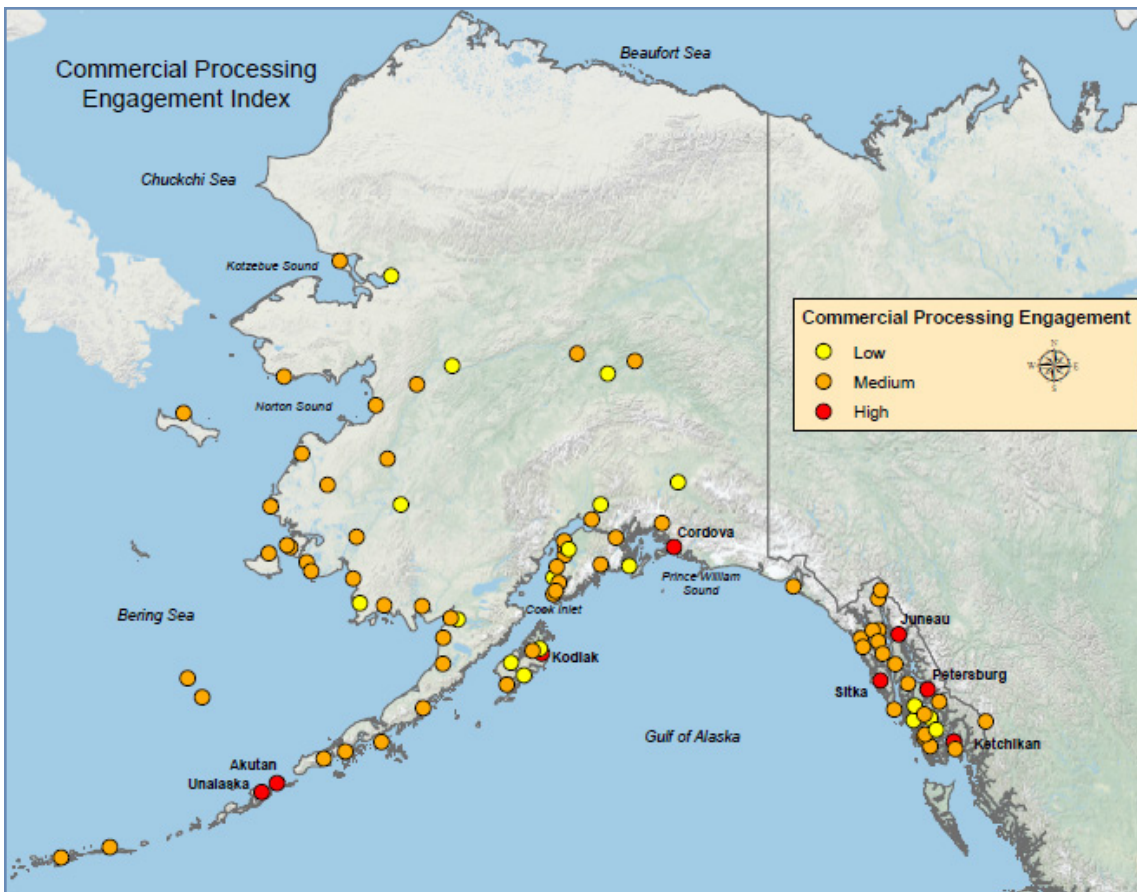 Commercial Processing
Engagement Index
Beaufort Sea
Chuckchi Sea
Kotzebue Sound
Commercial Processing Engagement
Low
Medium
High
N
W
E
S
Norton Sound
Cordova
Prince William
Sound
Bering Sea
Cook Inlet
Kodiak
Juneau
Petersburg
Sitka
Ketchikan
Gulf of Alaska
Akutan
Unalaska